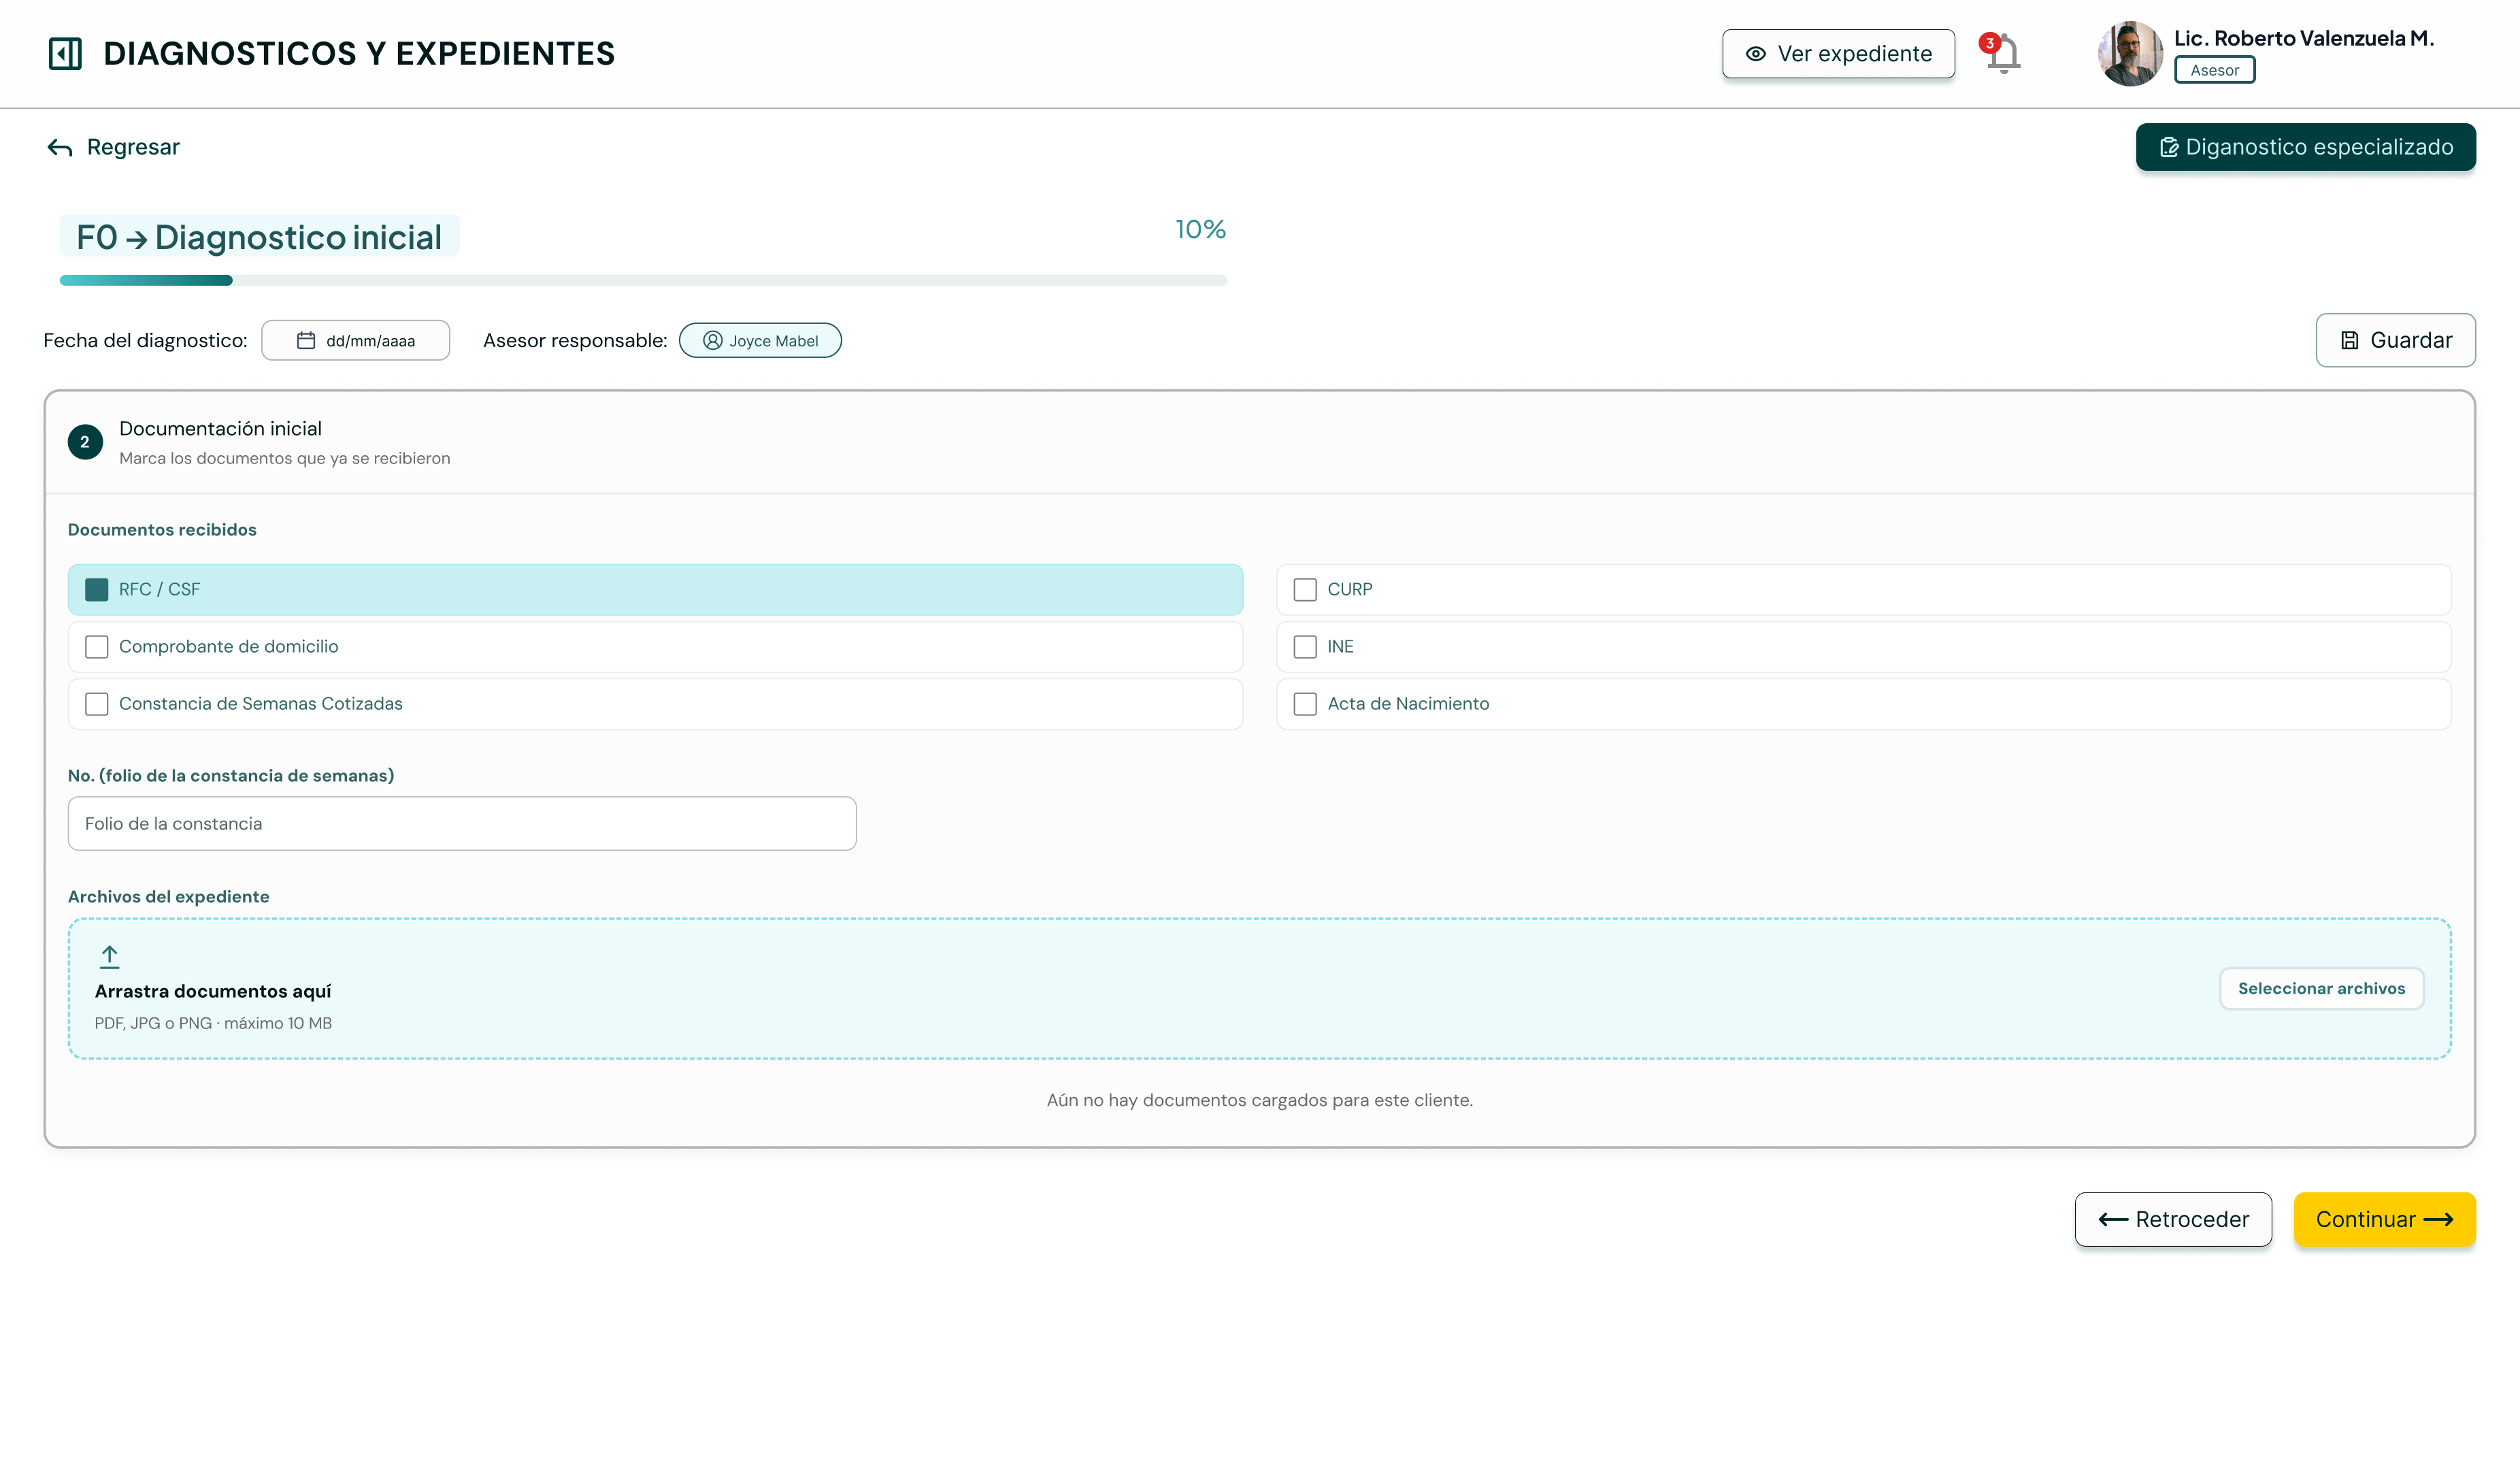 DIAGNOSTICOS Y EXPEDIENTES
Ver expediente
3
Lic. Roberto Valenzuela M.
Asesor
Regresar
Diganostico especializado
F0 → Diagnostico inicial
10%
Fecha del diagnostico:
dd/mm/aaaa
Asesor responsable:
Joyce Mabel
Guardar
2
Documentación inicial
Marca los documentos que ya se recibieron
Documentos recibidos
RFC / CSF
CURP
Comprobante de domicilio
INE
Constancia de Semanas Cotizadas
Acta de Nacimiento
No. (folio de la constancia de semanas)
Folio de la constancia
Archivos del expediente
Arrastra documentos aquí
PDF, JPG o PNG · máximo 10 MB
Seleccionar archivos
Aún no hay documentos cargados para este cliente.
← Retroceder
Continuar →